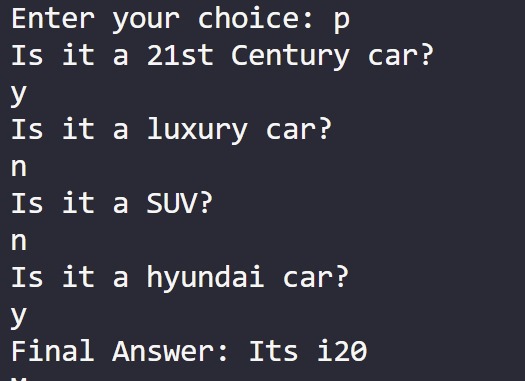 Enter your choice: p
Is it a 21st Century car?
y
Is it a luxury car?
n
Is it a SUV?
n
Is it a hyundai car?
y
Final Answer: Its i20